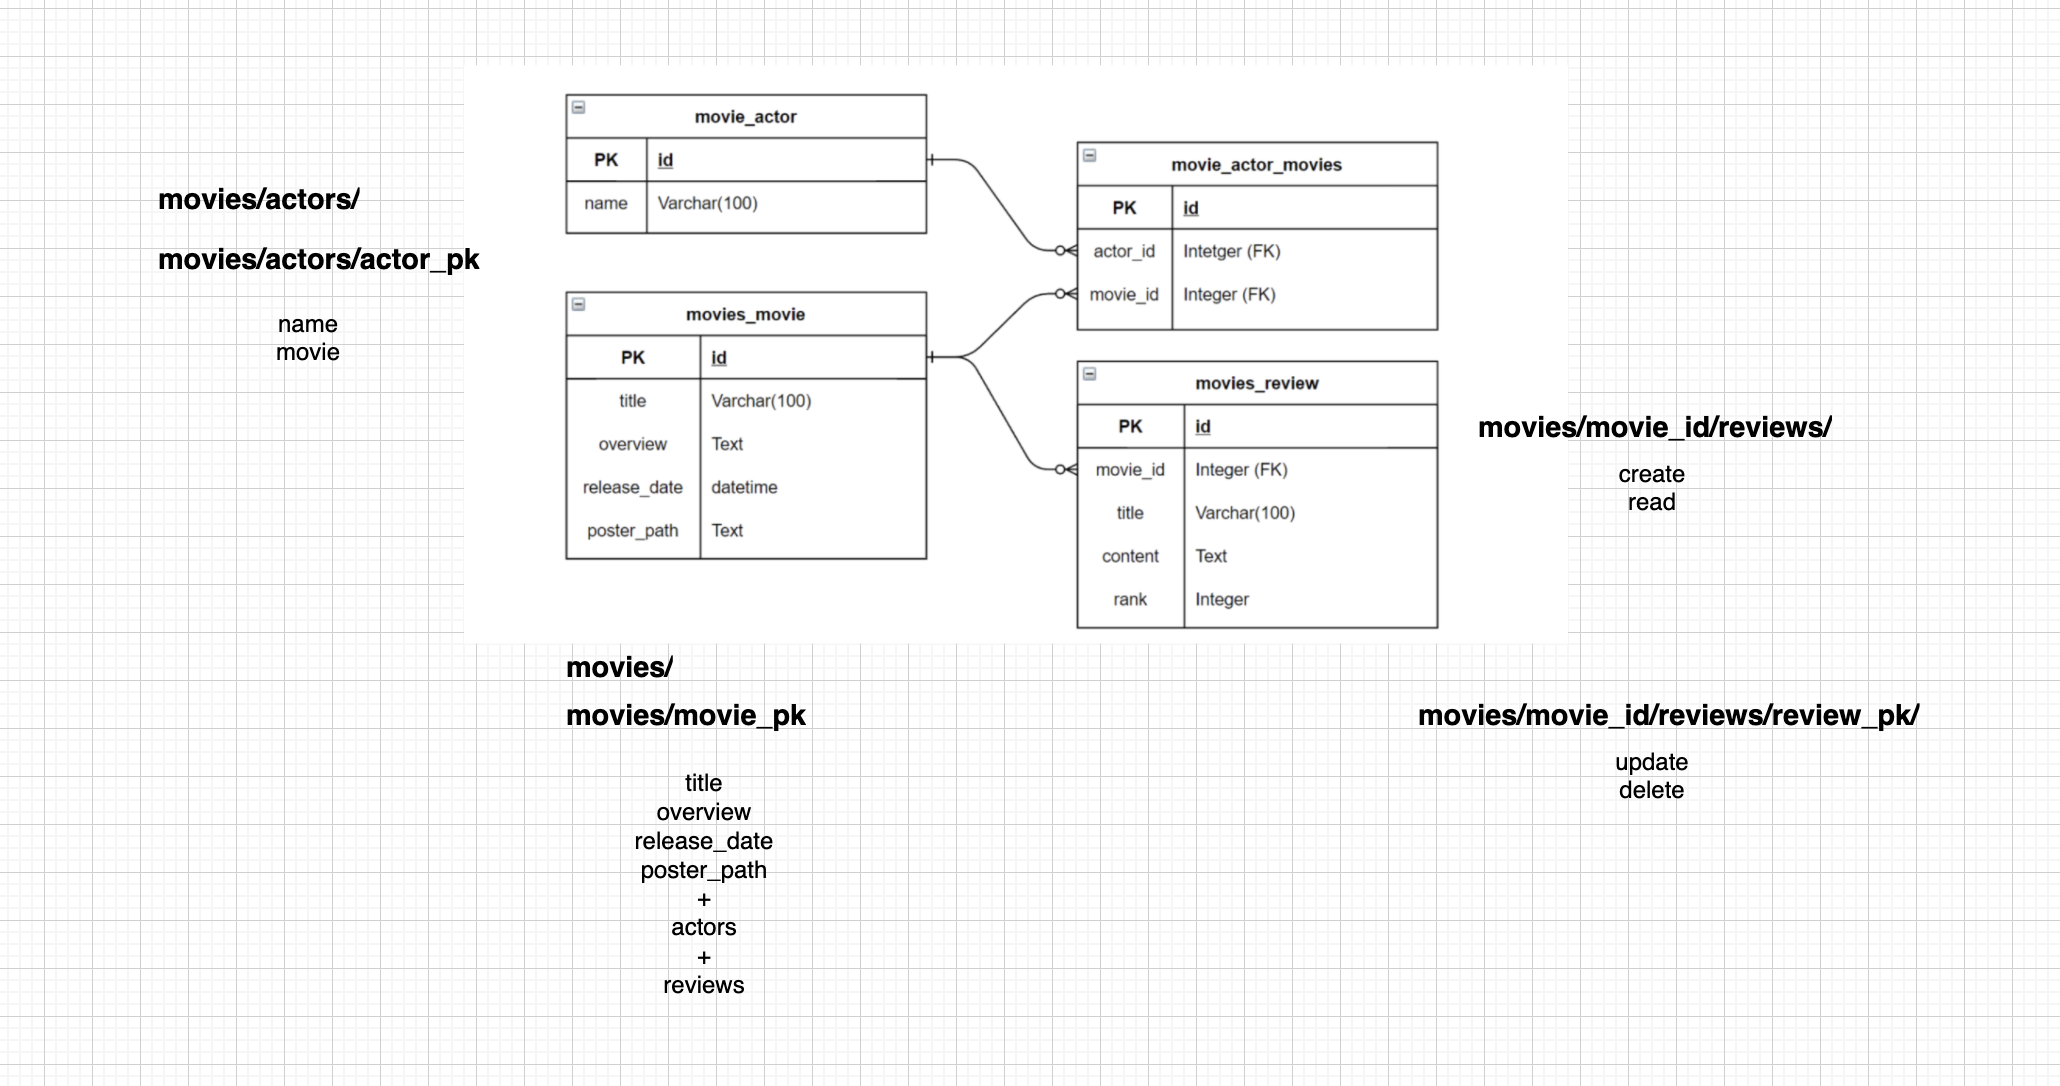 movies/actors/
movies/actors/actor_pk
name
movie
movie_actor
PK id
name Varchar(100)
movies_movie
PK id
title Varchar(100)
overview Text
release_date datetime
poster_path Text
movie_actor_movies
PK id
actor_id Intetger (FK)
movie_id Integer (FK)
movies_review
PK id
movie_id Integer (FK)
title Varchar(100)
content Text
rank Integer
movies/movie_id/reviews/
create
read
movies/
movies/movie_pk
title
overview
release_date
poster_path
+
actors
+
reviews
movies/movie_id/reviews/review_pk/
update
delete